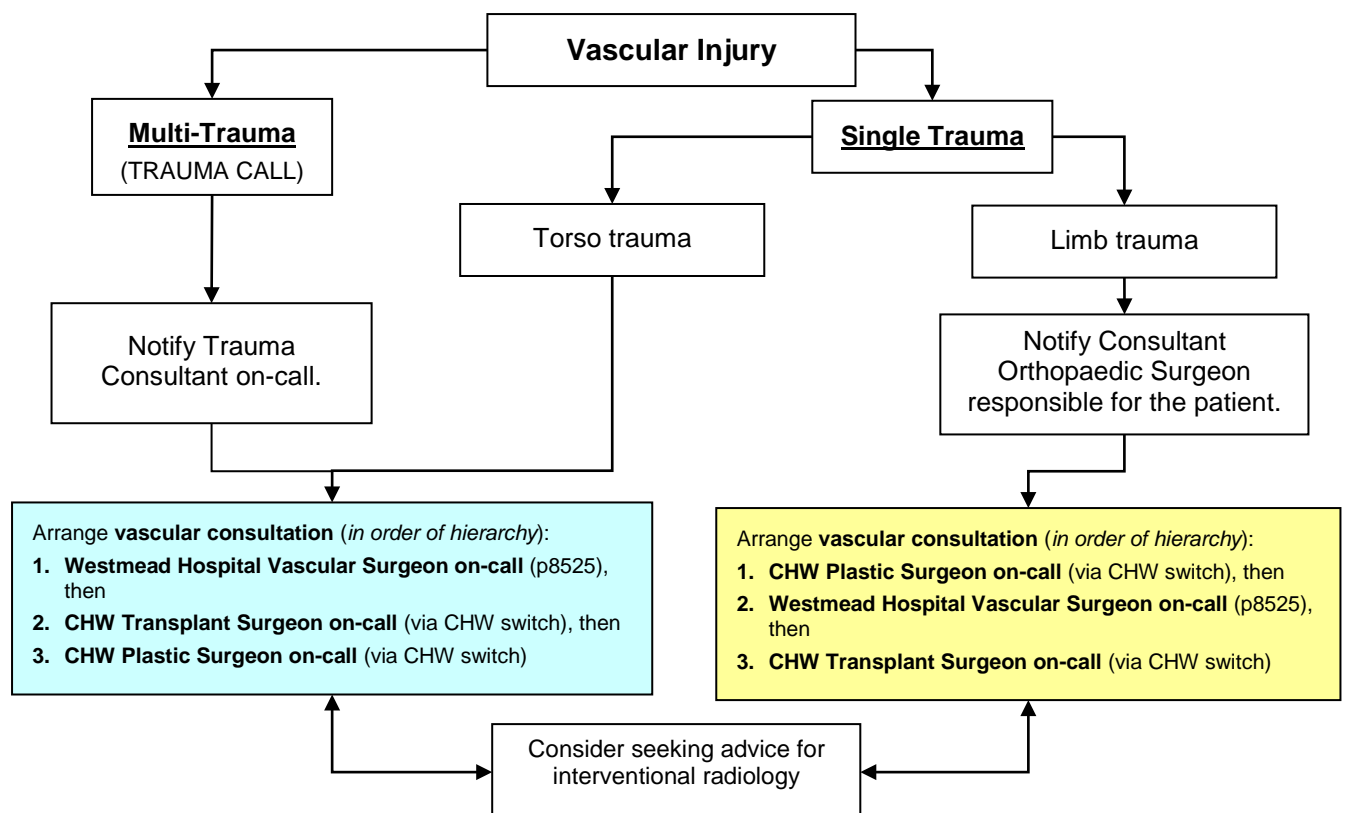 Vascular Injury
Multi-Trauma
(TRAUMA CALL)
Single Trauma
Torso trauma
Limb trauma
Notify Trauma
Consultant on-call.
Notify Consultant
Orthopaedic Surgeon
responsible for the patient.
Arrange vascular consultation (in order of hierarchy):
1. Westmead Hospital Vascular Surgeon on-call (p8525),
then
2. CHW Transplant Surgeon on-call (via CHW switch), then
3. CHW Plastic Surgeon on-call (via CHW switch)
Arrange vascular consultation (in order of hierarchy):
1. CHW Plastic Surgeon on-call (via CHW switch), then
2. Westmead Hospital Vascular Surgeon on-call (p8525),
then
3. CHW Transplant Surgeon on-call (via CHW switch)
Consider seeking advice for
interventional radiology